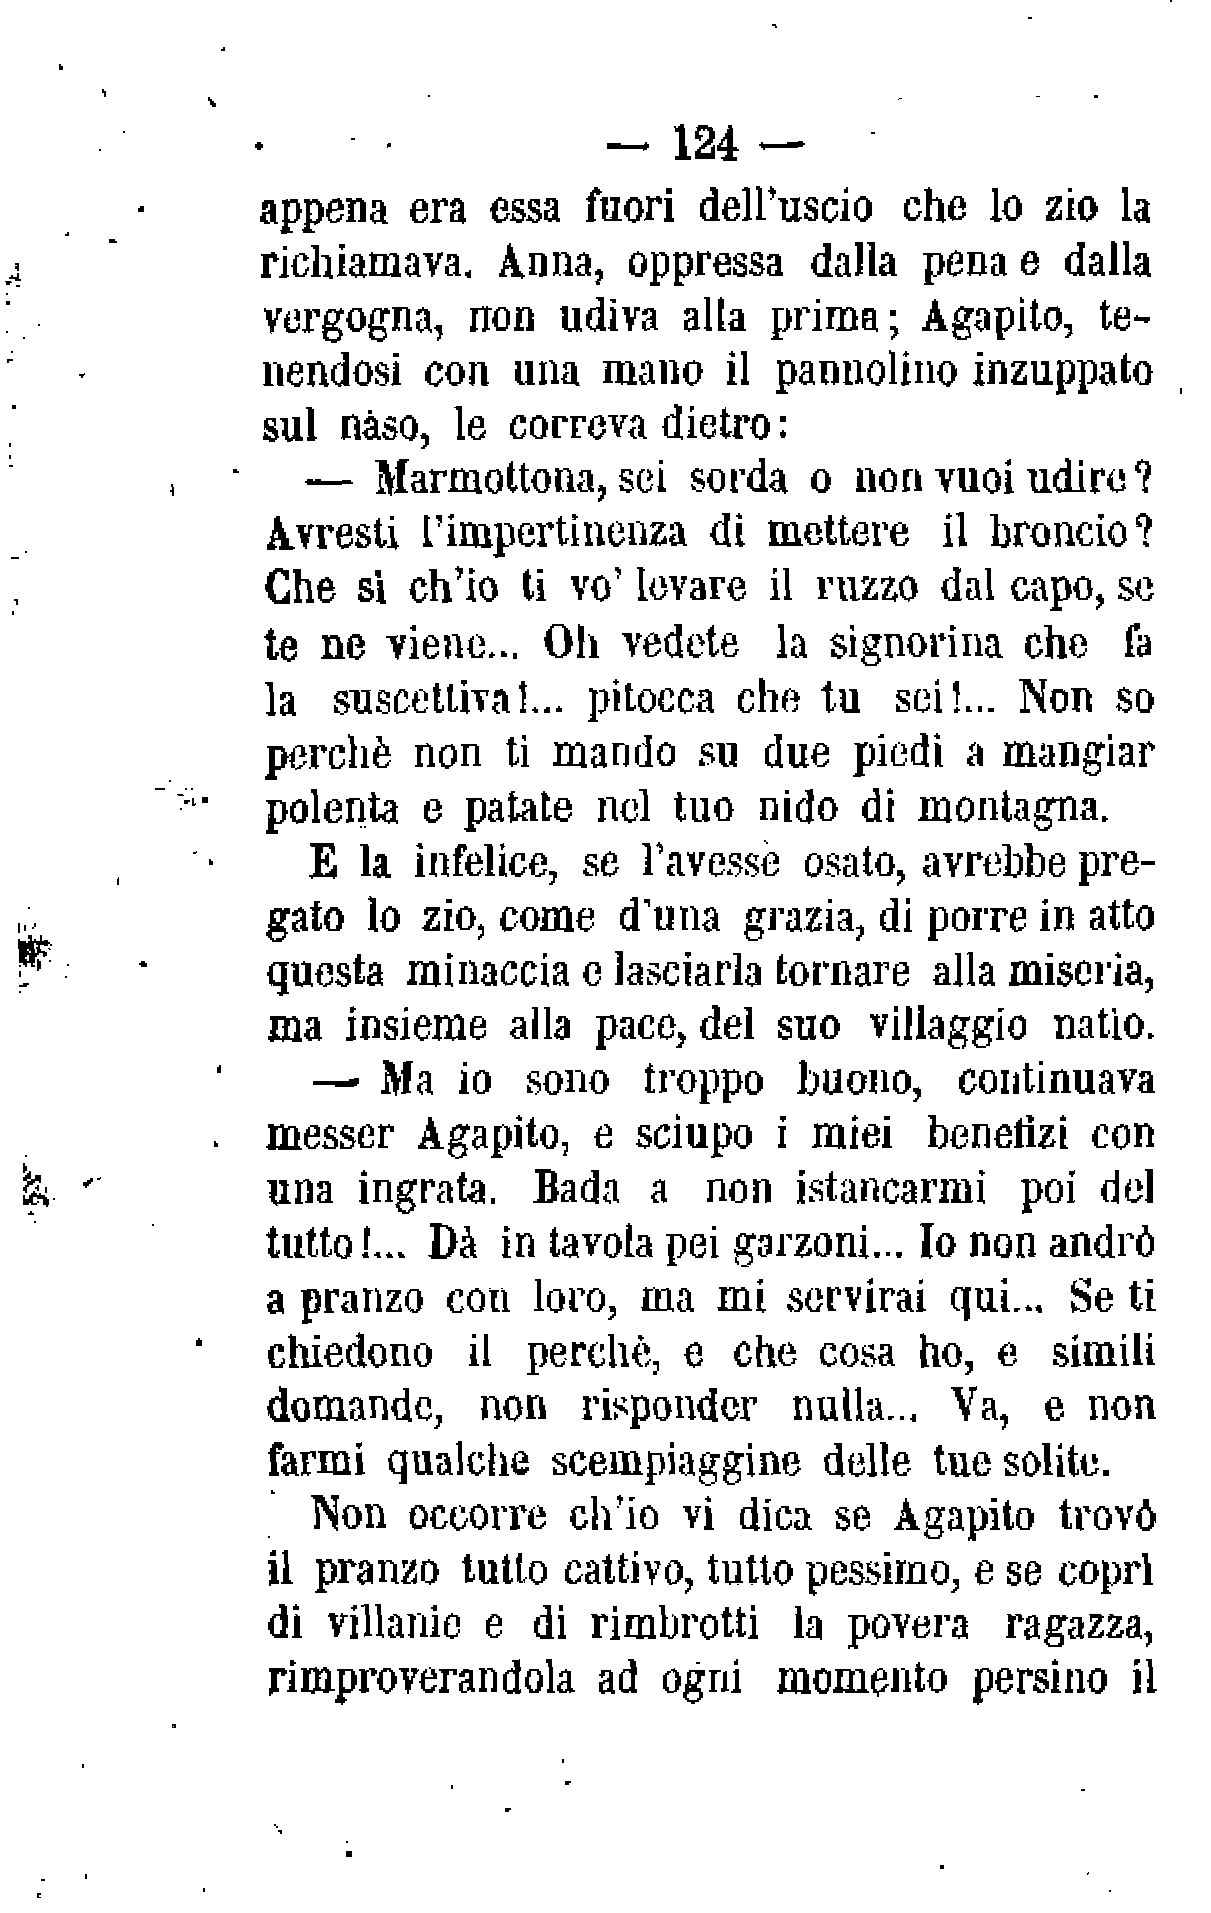 — 124 —
appena era essa fuori dell'uscio che lo zio la
richiamava. Anna, oppressa dalla pena e dalla
vergogna, non udiva alla prima; Agapito, te-
nendosi con una mano il pannolino inzuppato
sul naso, le correva dietro:
— Marmottona, sei sorda o non vuoi udire?
Avresti l'impertinenza di mettere il broncio?
Che sì ch'io ti vo' levare il ruzzo dal capo, se
te ne viene... Oh vedete la signorina che fa
la suscettiva!... pitocca che tu sei!... Non so
perchè non ti mando su due piedi a mangiar
polenta e patate nel tuo nido di montagna.
E la infelice, se l'avesse osato, avrebbe pre-
gato lo zio, come d'una grazia, di porre in atto
questa minaccia e lasciarla tornare alla miseria,
ma insieme alla pace, del suo villaggio natio.
— Ma io sono troppo buono, continuava
messer Agapito, e sciupo i miei benefizi con
una ingrata. Bada a non istancarmi poi del
tutto!... Dà in tavola pei garzoni... Io non andrò
a pranzo con loro, ma mi servirai qui... Se ti
chiedono il perchè, e che cosa ho, e simili
domande, non risponder nulla... Va, e non
farmi qualche scempiaggine delle tue solite.
Non occorre ch'io vi dica se Agapito trovò
il pranzo tutto cattivo, tutto pessimo, e se coprì
di villanie e di rimbrotti la povera ragazza,
rimproverandola ad ogni momento persino il